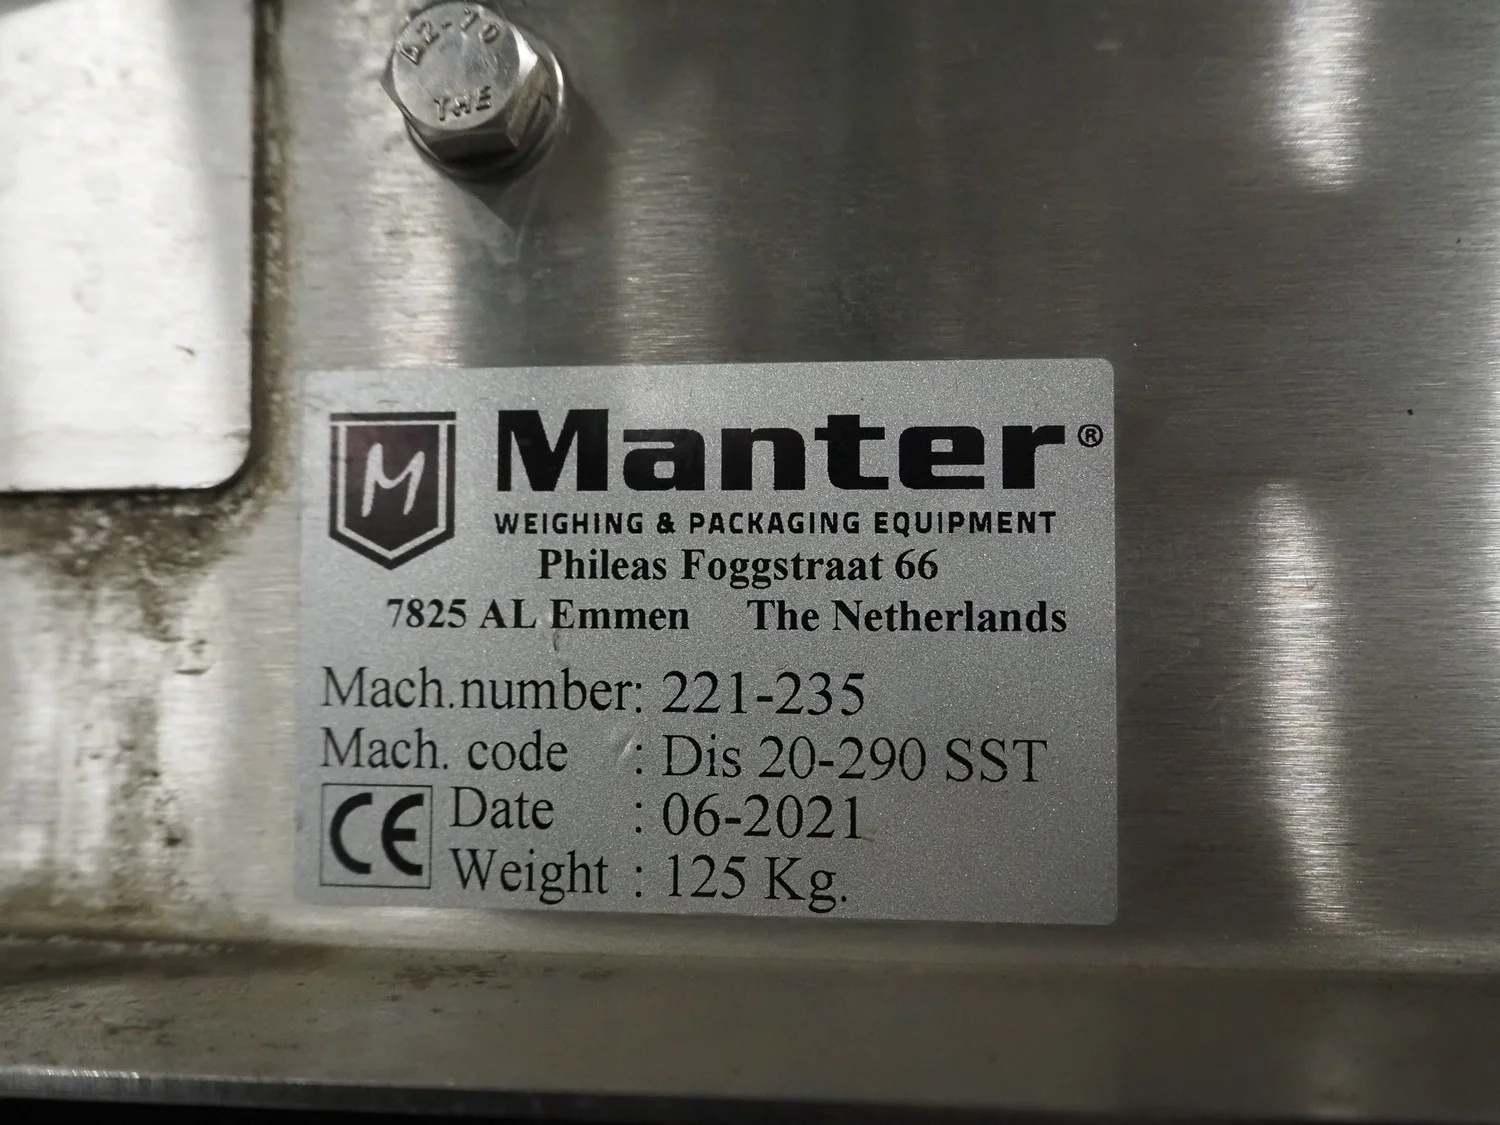 A2-70
THE
M
Manter®
WEIGHING & PACKAGING EQUIPMENT
Phileas Foggstraat 66
7825 AL Emmen The Netherlands
Mach.number: 221-235
Mach. code : Dis 20-290 SST
CE
Date : 06-2021
Weight : 125 Kg.